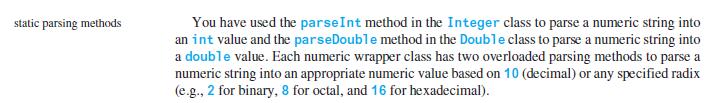 static parsing methods
You have used the parseInt method in the Integer class to parse a numeric string into
an int value and the parseDouble method in the Double class to parse a numeric string into
a double value. Each numeric wrapper class has two overloaded parsing methods to parse a
numeric string into an appropriate numeric value based on 10 (decimal) or any specified radix
(e.g., 2 for binary, 8 for octal, and 16 for hexadecimal).